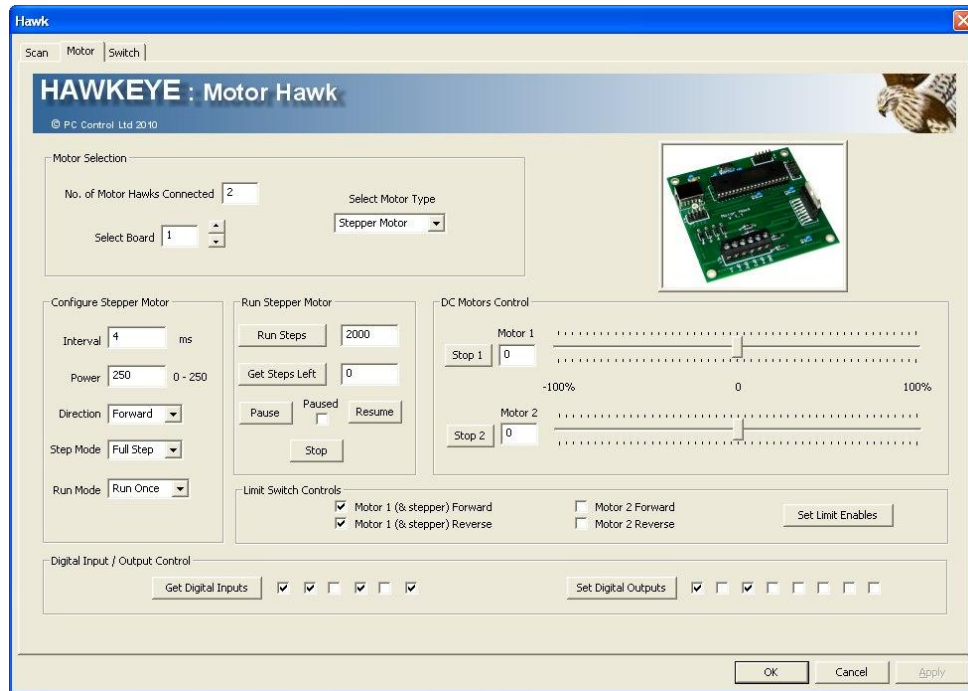 Hawk
Scan Motor Switch
HAWKEYE : Motor Hawk
© PC Control Ltd 2010
Motor Selection
No. of Motor Hawks Connected 2
Select Motor Type
Stepper Motor
Select Board 1
Configure Stepper Motor
Interval 4 ms
Power 250 0 - 250
Direction Forward
Step Mode Full Step
Run Mode Run Once
Run Stepper Motor
Run Steps 2000
Get Steps Left 0
Pause Paused Resume
Stop
DC Motors Control
Motor 1
Stop 1 0
-100% 0 100%
Motor 2
Stop 2 0
Limit Switch Controls
Motor 1 (& stepper) Forward Motor 2 Forward
Motor 1 (& stepper) Reverse Motor 2 Reverse
Set Limit Enables
Digital Input / Output Control
Get Digital Inputs Set Digital Outputs
OK Cancel Apply